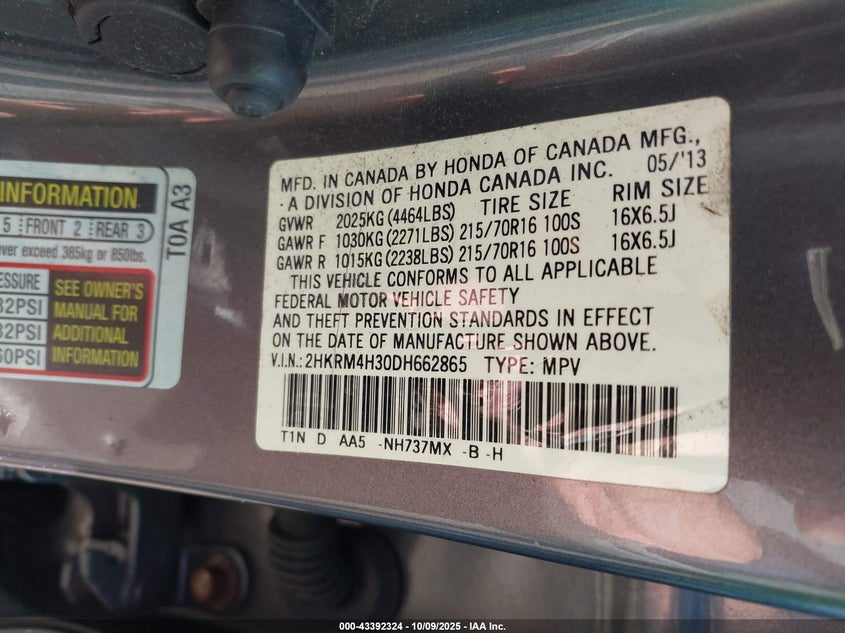 INFORMATION
5 FRONT 2 REAR 3
ever exceed 385kg or 850lbs.
ESSURE
32PSI
32PSI
60PSI
SEE OWNER'S
MANUAL FOR
ADDITIONAL
INFORMATION
T0A A3
MFD. IN CANADA BY HONDA OF CANADA MFG.,
A DIVISION OF HONDA CANADA INC. 05/'13
GVWR 2025KG (4464LBS) TIRE SIZE RIM SIZE
GAWR F 1030KG (2271LBS) 215/70R16 100S 16X6.5J
GAWR R 1015KG (2238LBS) 215/70R16 100S 16X6.5J
THIS VEHICLE CONFORMS TO ALL APPLICABLE
FEDERAL MOTOR VEHICLE SAFETY
AND THEFT PREVENTION STANDARDS IN EFFECT
ON THE DATE OF MANUFACTURE SHOWN ABOVE.
V.I.N.: 2HKRM4H30DH662865 TYPE: MPV
T1N D AA5 -NH737MX -B -H
000-43392324 - 10/09/2025 - IAA Inc.